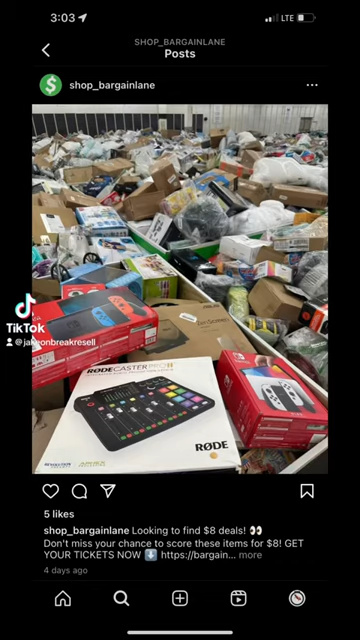 3:03
LTE
SHOP_BARGAINLANE
Posts
shop_bargainlane
RØDECASTER PRO II
RØDE
TikTok
@jakeonbreakresell
5 likes
shop_bargainlane Looking to find $8 deals! 👀
Don't miss your chance to score these items for $8! GET
YOUR TICKETS NOW ⬇️ https://bargain... more
4 days ago